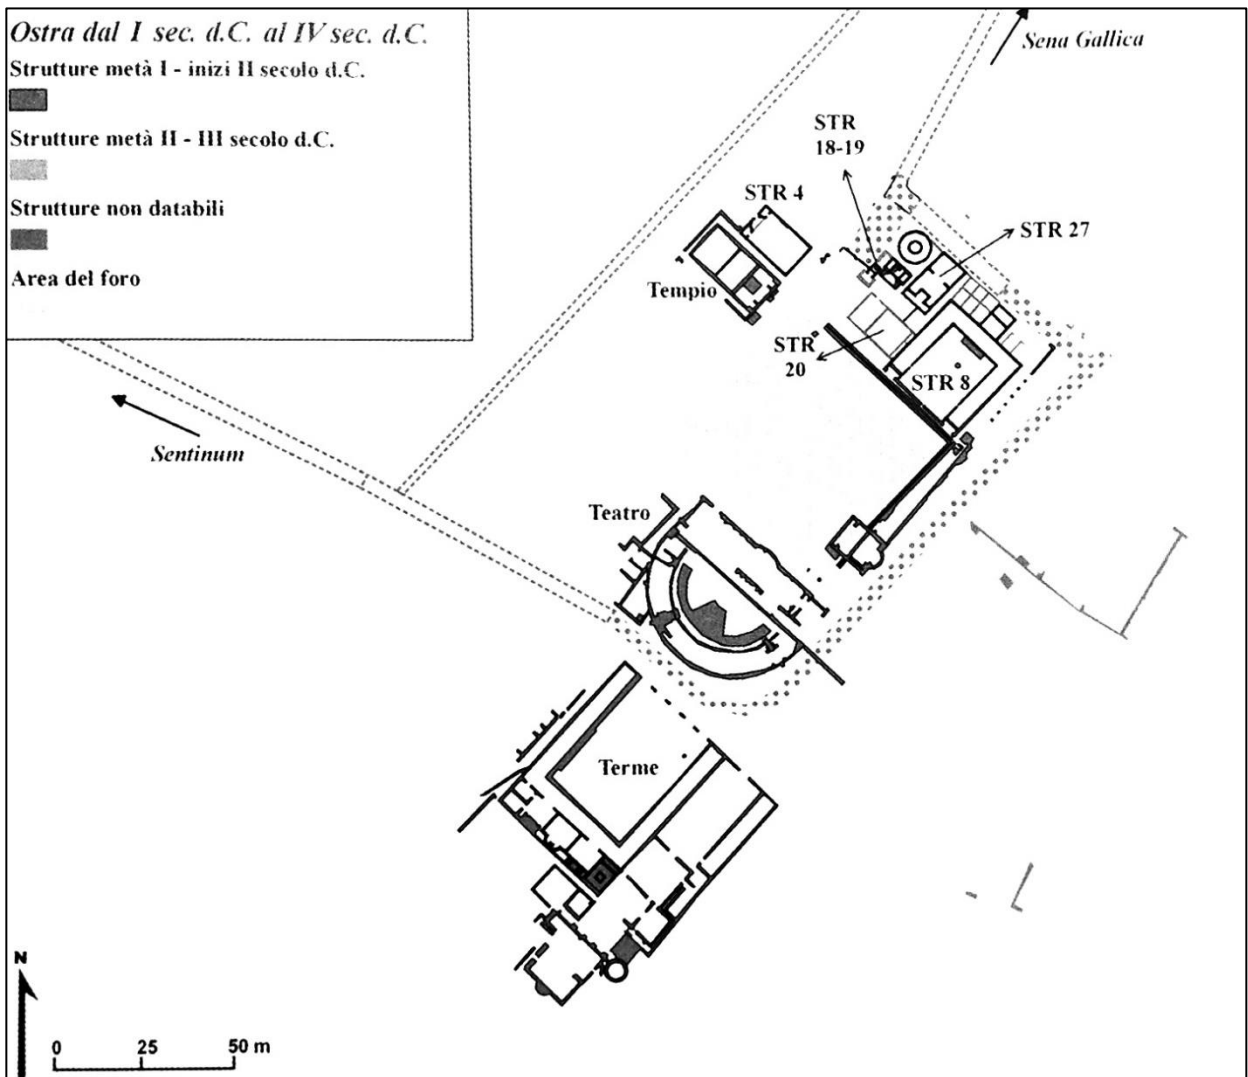 Ostra dal I sec. d.C. al IV sec. d.C.
Strutture metà I - inizi II secolo d.C.
Strutture metà II - III secolo d.C.
Strutture non databili
Area del foro
Sena Gallica
STR
18-19
STR 4
STR 27
Tempio
STR
20
STR 8
Sentinum
Teatro
Terme
N
0 25 50 m